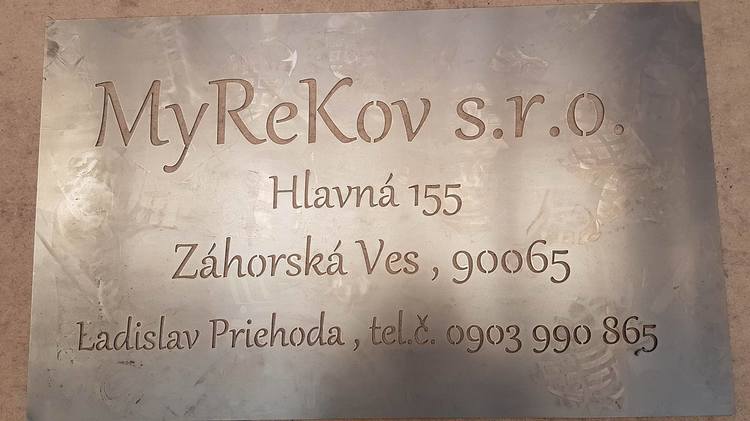 MyReKov s.r.o.
Hlavná 155
Záhorská Ves , 90065
Ladislav Priehoda , tel.č. 0903 990 865